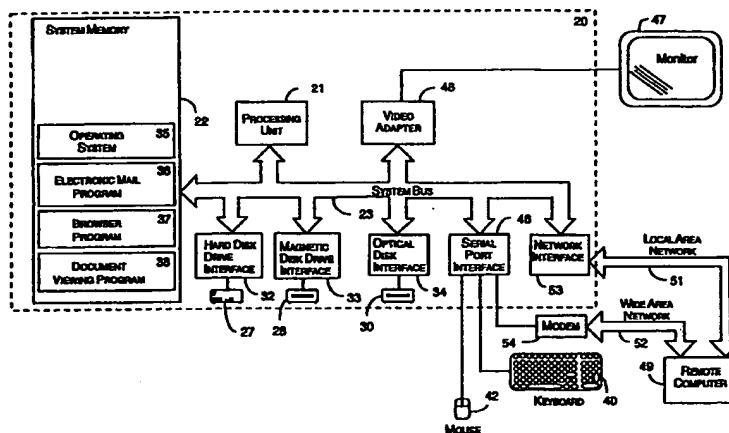 SYSTEM MEMORY
20
47
Monitor
21
48
22
PROCESSING
UNIT
VIDEO
ADAPTER
OPERATING
SYSTEM
35
ELECTRONIC MAIL
PROGRAM
36
BROWSER
PROGRAM
37
DOCUMENT
VIEWING PROGRAM
38
SYSTEM BUS
23
46
HARD DISK
DRIVE
INTERFACE
32
MAGNETIC
DISK DRIVE
INTERFACE
33
OPTICAL
DISK
INTERFACE
34
SERIAL
PORT
INTERFACE
NETWORK
INTERFACE
53
LOCAL AREA
NETWORK
51
27
28
30
WIDE AREA
NETWORK
52
MODEM
54
49
REMOTE
COMPUTER
42
MOUSE
KEYBOARD
40